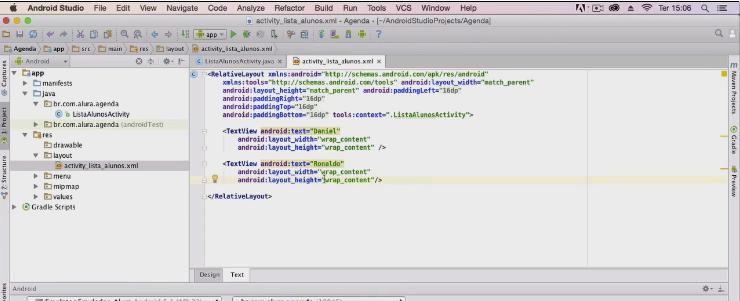 Android Studio File Edit View Navigate Code Analyze Refactor Build Run Tools VCS Window Ter 15:06
activity_lista_alunos.xml - Agenda - [~/AndroidStudioProjects/Agenda]
app
Agenda app src main res layout activity_lista_alunos.xml
Android
ListaAlunosActivity.java × activity_lista_alunos.xml ×
app
manifests
java
br.com.alura.agenda
ListaAlunosActivity
br.com.alura.agenda (androidTest)
res
drawable
layout
activity_lista_alunos.xml
menu
mipmap
values
Gradle Scripts
Captures
1: Project
Structure
<RelativeLayout xmlns:android="http://schemas.android.com/apk/res/android"
xmlns:tools="http://schemas.android.com/tools" android:layout_width="match_parent"
android:layout_height="match_parent" android:paddingLeft="16dp"
android:paddingRight="16dp"
android:paddingTop="16dp"
android:paddingBottom="16dp" tools:context=".ListaAlunosActivity">
<TextView android:text="Daniel"
android:layout_width="wrap_content"
android:layout_height="wrap_content" />
<TextView android:text="Ronaldo"
android:layout_width="wrap_content"
android:layout_height="wrap_content"/>
</RelativeLayout>
Maven Projects
Gradle
Preview
Design Text
Android